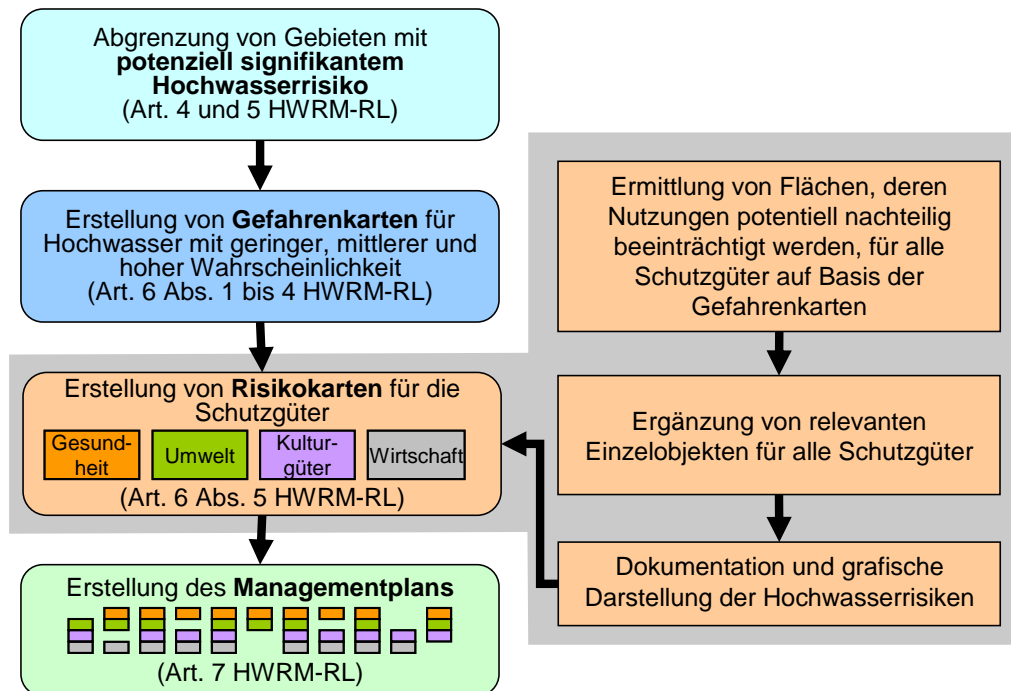 Abgrenzung von Gebieten mit
potenziell signifikantem
Hochwasserrisiko
(Art. 4 und 5 HWRM-RL)
Erstellung von Gefahrenkarten für
Hochwasser mit geringer, mittlerer und
hoher Wahrscheinlichkeit
(Art. 6 Abs. 1 bis 4 HWRM-RL)
Erstellung von Risikokarten für die
Schutzgüter
Gesund-
heit
Umwelt
Kultur-
güter
Wirtschaft
(Art. 6 Abs. 5 HWRM-RL)
Erstellung des Managementplans
(Art. 7 HWRM-RL)
Ermittlung von Flächen, deren
Nutzungen potentiell nachteilig
beeinträchtigt werden, für alle
Schutzgüter auf Basis der
Gefahrenkarten
Ergänzung von relevanten
Einzelobjekten für alle Schutzgüter
Dokumentation und grafische
Darstellung der Hochwasserrisiken